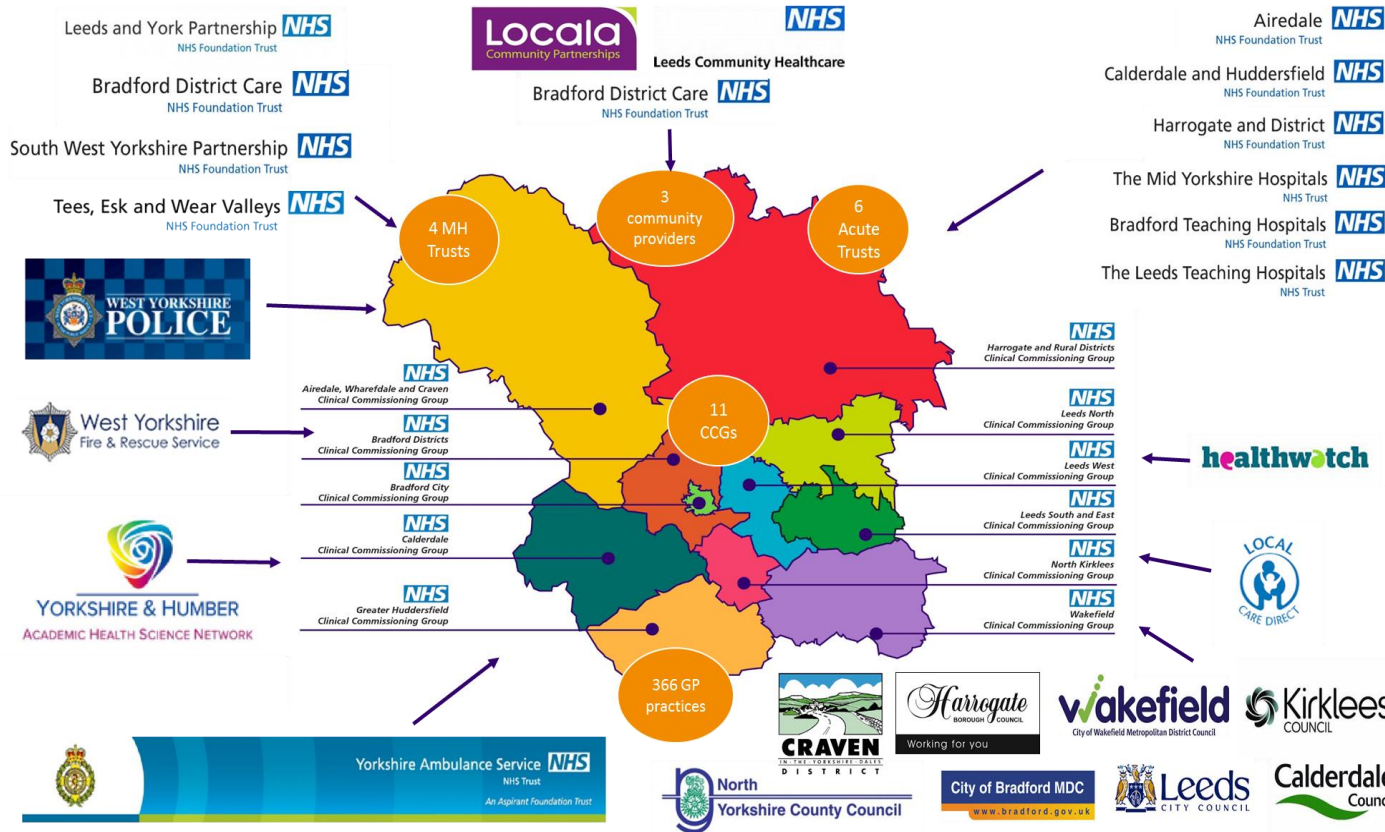 Leeds and York Partnership NHS
NHS Foundation Trust
Bradford District Care NHS
NHS Foundation Trust
South West Yorkshire Partnership NHS
NHS Foundation Trust
Tees, Esk and Wear Valleys NHS
NHS Foundation Trust
Locala
Community Partnerships
NHS
Leeds Community Healthcare
Bradford District Care NHS
NHS Foundation Trust
Airedale NHS
NHS Foundation Trust
Calderdale and Huddersfield NHS
NHS Foundation Trust
Harrogate and District NHS
NHS Foundation Trust
The Mid Yorkshire Hospitals NHS
NHS Trust
Bradford Teaching Hospitals NHS
NHS Foundation Trust
The Leeds Teaching Hospitals NHS
NHS Trust
4 MH
Trusts
3
community
providers
6
Acute
Trusts
11
CCGs
366 GP
practices
WEST YORKSHIRE
POLICE
West Yorkshire
Fire & Rescue Service
YORKSHIRE & HUMBER
ACADEMIC HEALTH SCIENCE NETWORK
NHS
Airedale, Wharefdale and Craven
Clinical Commissioning Group
NHS
Bradford Districts
Clinical Commissioning Group
NHS
Bradford City
Clinical Commissioning Group
NHS
Calderdale
Clinical Commissioning Group
NHS
Greater Huddersfield
Clinical Commissioning Group
NHS
Harrogate and Rural Districts
Clinical Commissioning Group
NHS
Leeds North
Clinical Commissioning Group
NHS
Leeds West
Clinical Commissioning Group
NHS
Leeds South and East
Clinical Commissioning Group
NHS
North Kirklees
Clinical Commissioning Group
NHS
Wakefield
Clinical Commissioning Group
healthwatch
LOCAL
CARE DIRECT
Yorkshire Ambulance Service NHS
NHS Trust
An Aspirant Foundation Trust
CRAVEN
IN · THE · YORKSHIRE · DALES
DISTRICT
Harrogate
BOROUGH COUNCIL
Working for you
wakefield
City of Wakefield Metropolitan District Council
Kirklees
COUNCIL
North
Yorkshire County Council
City of Bradford MDC
www.bradford.gov.uk
Leeds
CITY COUNCIL
Calderdale